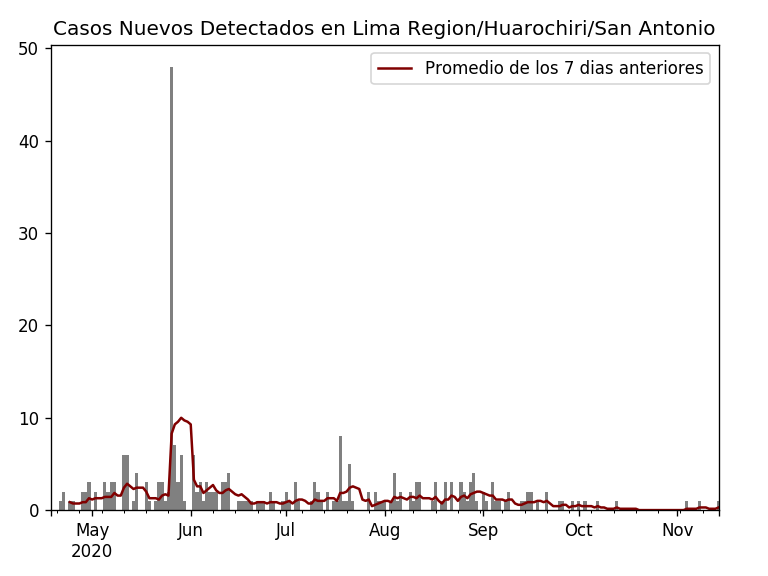 Casos Nuevos Detectados en Lima Region/Huarochiri/San Antonio
Promedio de los 7 dias anteriores
50
40
30
20
10
0
May Jun Jul Aug Sep Oct Nov
2020